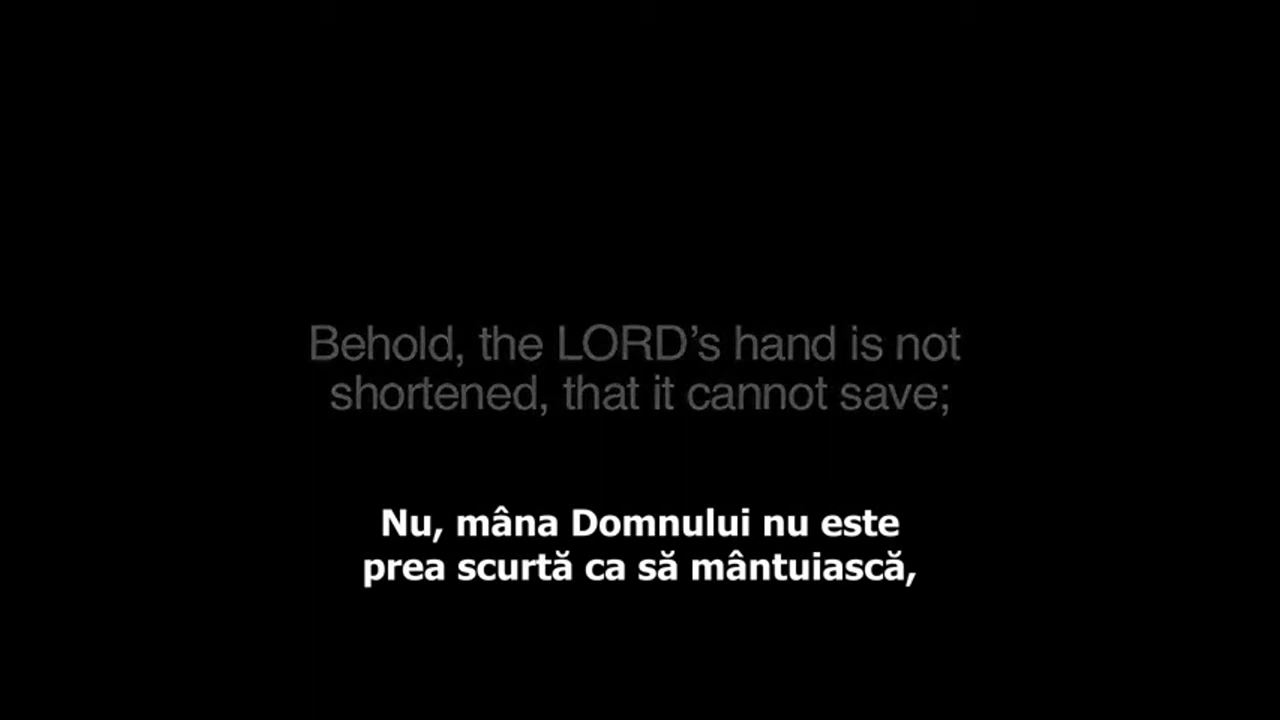 Behold, the LORD’s hand is not
shortened, that it cannot save;
Nu, mâna Domnului nu este
prea scurtă ca să mântuiască,